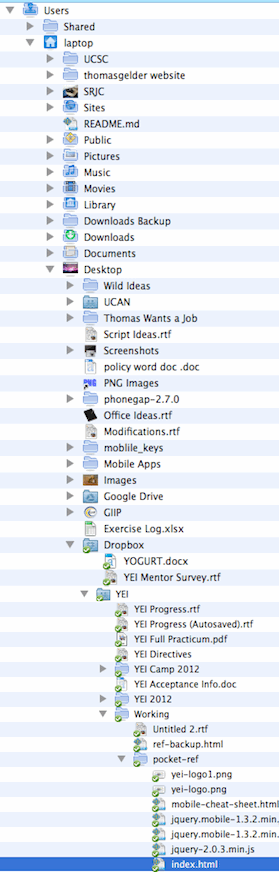 Users
Shared
laptop
UCSC
thomasgelder website
SRJC
Sites
README.md
Public
Pictures
Music
Movies
Library
Downloads Backup
Downloads
Documents
Desktop
Wild Ideas
UCAN
Thomas Wants a Job
Script Ideas.rtf
Screenshots
policy word doc .doc
PNG Images
phonegap-2.7.0
Office Ideas.rtf
Modifications.rtf
moblile_keys
Mobile Apps
Images
Google Drive
GIIP
Exercise Log.xlsx
Dropbox
YOGURT.docx
YEI Mentor Survey.rtf
YEI
YEI Progress.rtf
YEI Progress (Autosaved).rtf
YEI Full Practicum.pdf
YEI Directives
YEI Camp 2012
YEI Acceptance Info.doc
YEI 2012
Working
Untitled 2.rtf
ref-backup.html
pocket-ref
yei-logo1.png
yei-logo.png
mobile-cheat-sheet.html
jquery.mobile-1.3.2.min.
jquery.mobile-1.3.2.min.
jquery-2.0.3.min.js
index.html